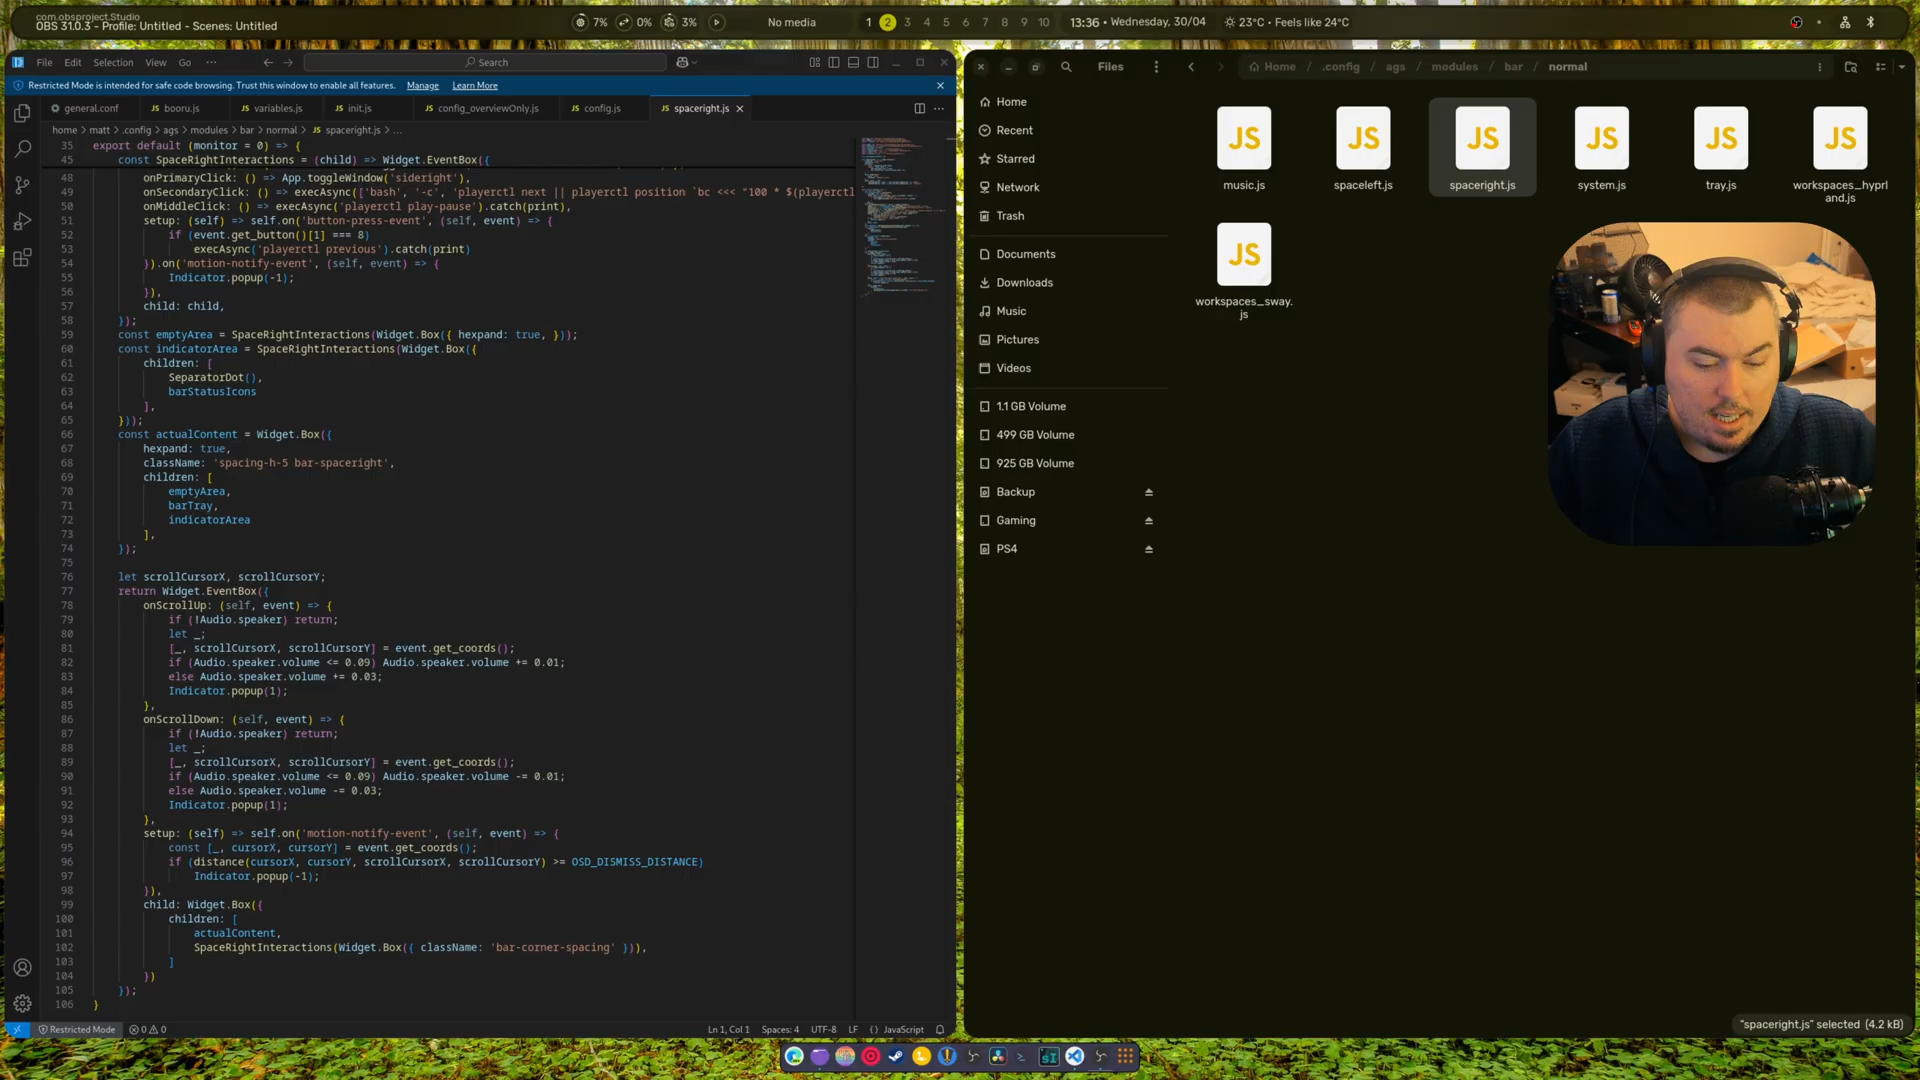 com.obsproject.Studio
OBS 31.0.3 - Profile: Untitled - Scenes: Untitled
7%
0%
3%
No media
1 2 3 4 5 6 7 8 9 10
13:36 • Wednesday, 30/04
23°C • Feels like 24°C
File Edit Selection View Go ···
Search
Restricted Mode is intended for safe code browsing. Trust this window to enable all features. Manage Learn More
general.conf
JS booru.js
JS variables.js
JS init.js
JS config_overviewOnly.js
JS config.js
JS spaceright.js
home > matt > .config > ags > modules > bar > normal > JS spaceright.js > ...
35 export default (monitor = 0) => {
45 const SpaceRightInteractions = (child) => Widget.EventBox({
48 onPrimaryClick: () => App.toggleWindow('sideright'),
49 onSecondaryClick: () => execAsync(['bash', '-c', 'playerctl next || playerctl position `bc <<< "100 * $(playerctl
50 onMiddleClick: () => execAsync('playerctl play-pause').catch(print),
51 setup: (self) => self.on('button-press-event', (self, event) => {
52 if (event.get_button()[1] === 8)
53 execAsync('playerctl previous').catch(print)
54 }).on('motion-notify-event', (self, event) => {
55 Indicator.popup(-1);
56 }),
57 child: child,
58 });
59 const emptyArea = SpaceRightInteractions(Widget.Box({ hexpand: true, }));
60 const indicatorArea = SpaceRightInteractions(Widget.Box({
61 children: [
62 SeparatorDot(),
63 barStatusIcons
64 ],
65 }));
66 const actualContent = Widget.Box({
67 hexpand: true,
68 className: 'spacing-h-5 bar-spaceright',
69 children: [
70 emptyArea,
71 barTray,
72 indicatorArea
73 ],
74 });
75
76 let scrollCursorX, scrollCursorY;
77 return Widget.EventBox({
78 onScrollUp: (self, event) => {
79 if (!Audio.speaker) return;
80 let _;
81 [_, scrollCursorX, scrollCursorY] = event.get_coords();
82 if (Audio.speaker.volume <= 0.09) Audio.speaker.volume += 0.01;
83 else Audio.speaker.volume += 0.03;
84 Indicator.popup(1);
85 },
86 onScrollDown: (self, event) => {
87 if (!Audio.speaker) return;
88 let _;
89 [_, scrollCursorX, scrollCursorY] = event.get_coords();
90 if (Audio.speaker.volume <= 0.09) Audio.speaker.volume -= 0.01;
91 else Audio.speaker.volume -= 0.03;
92 Indicator.popup(1);
93 },
94 setup: (self) => self.on('motion-notify-event', (self, event) => {
95 const [_, cursorX, cursorY] = event.get_coords();
96 if (distance(cursorX, cursorY, scrollCursorX, scrollCursorY) >= OSD_DISMISS_DISTANCE)
97 Indicator.popup(-1);
98 }),
99 child: Widget.Box({
100 children: [
101 actualContent,
102 SpaceRightInteractions(Widget.Box({ className: 'bar-corner-spacing' })),
103 ]
104 })
105 });
106 }
Restricted Mode
0 0
Ln 1, Col 1
Spaces: 4
UTF-8
LF
{} JavaScript
Files
Home / .config / ags / modules / bar / normal
Home
Recent
Starred
Network
Trash
Documents
Downloads
Music
Pictures
Videos
1.1 GB Volume
499 GB Volume
925 GB Volume
Backup
Gaming
PS4
JS
music.js
JS
spaceleft.js
JS
spaceright.js
JS
system.js
JS
tray.js
JS
workspaces_hyprl
and.js
JS
workspaces_sway.
js
"spaceright.js" selected (4.2 kB)